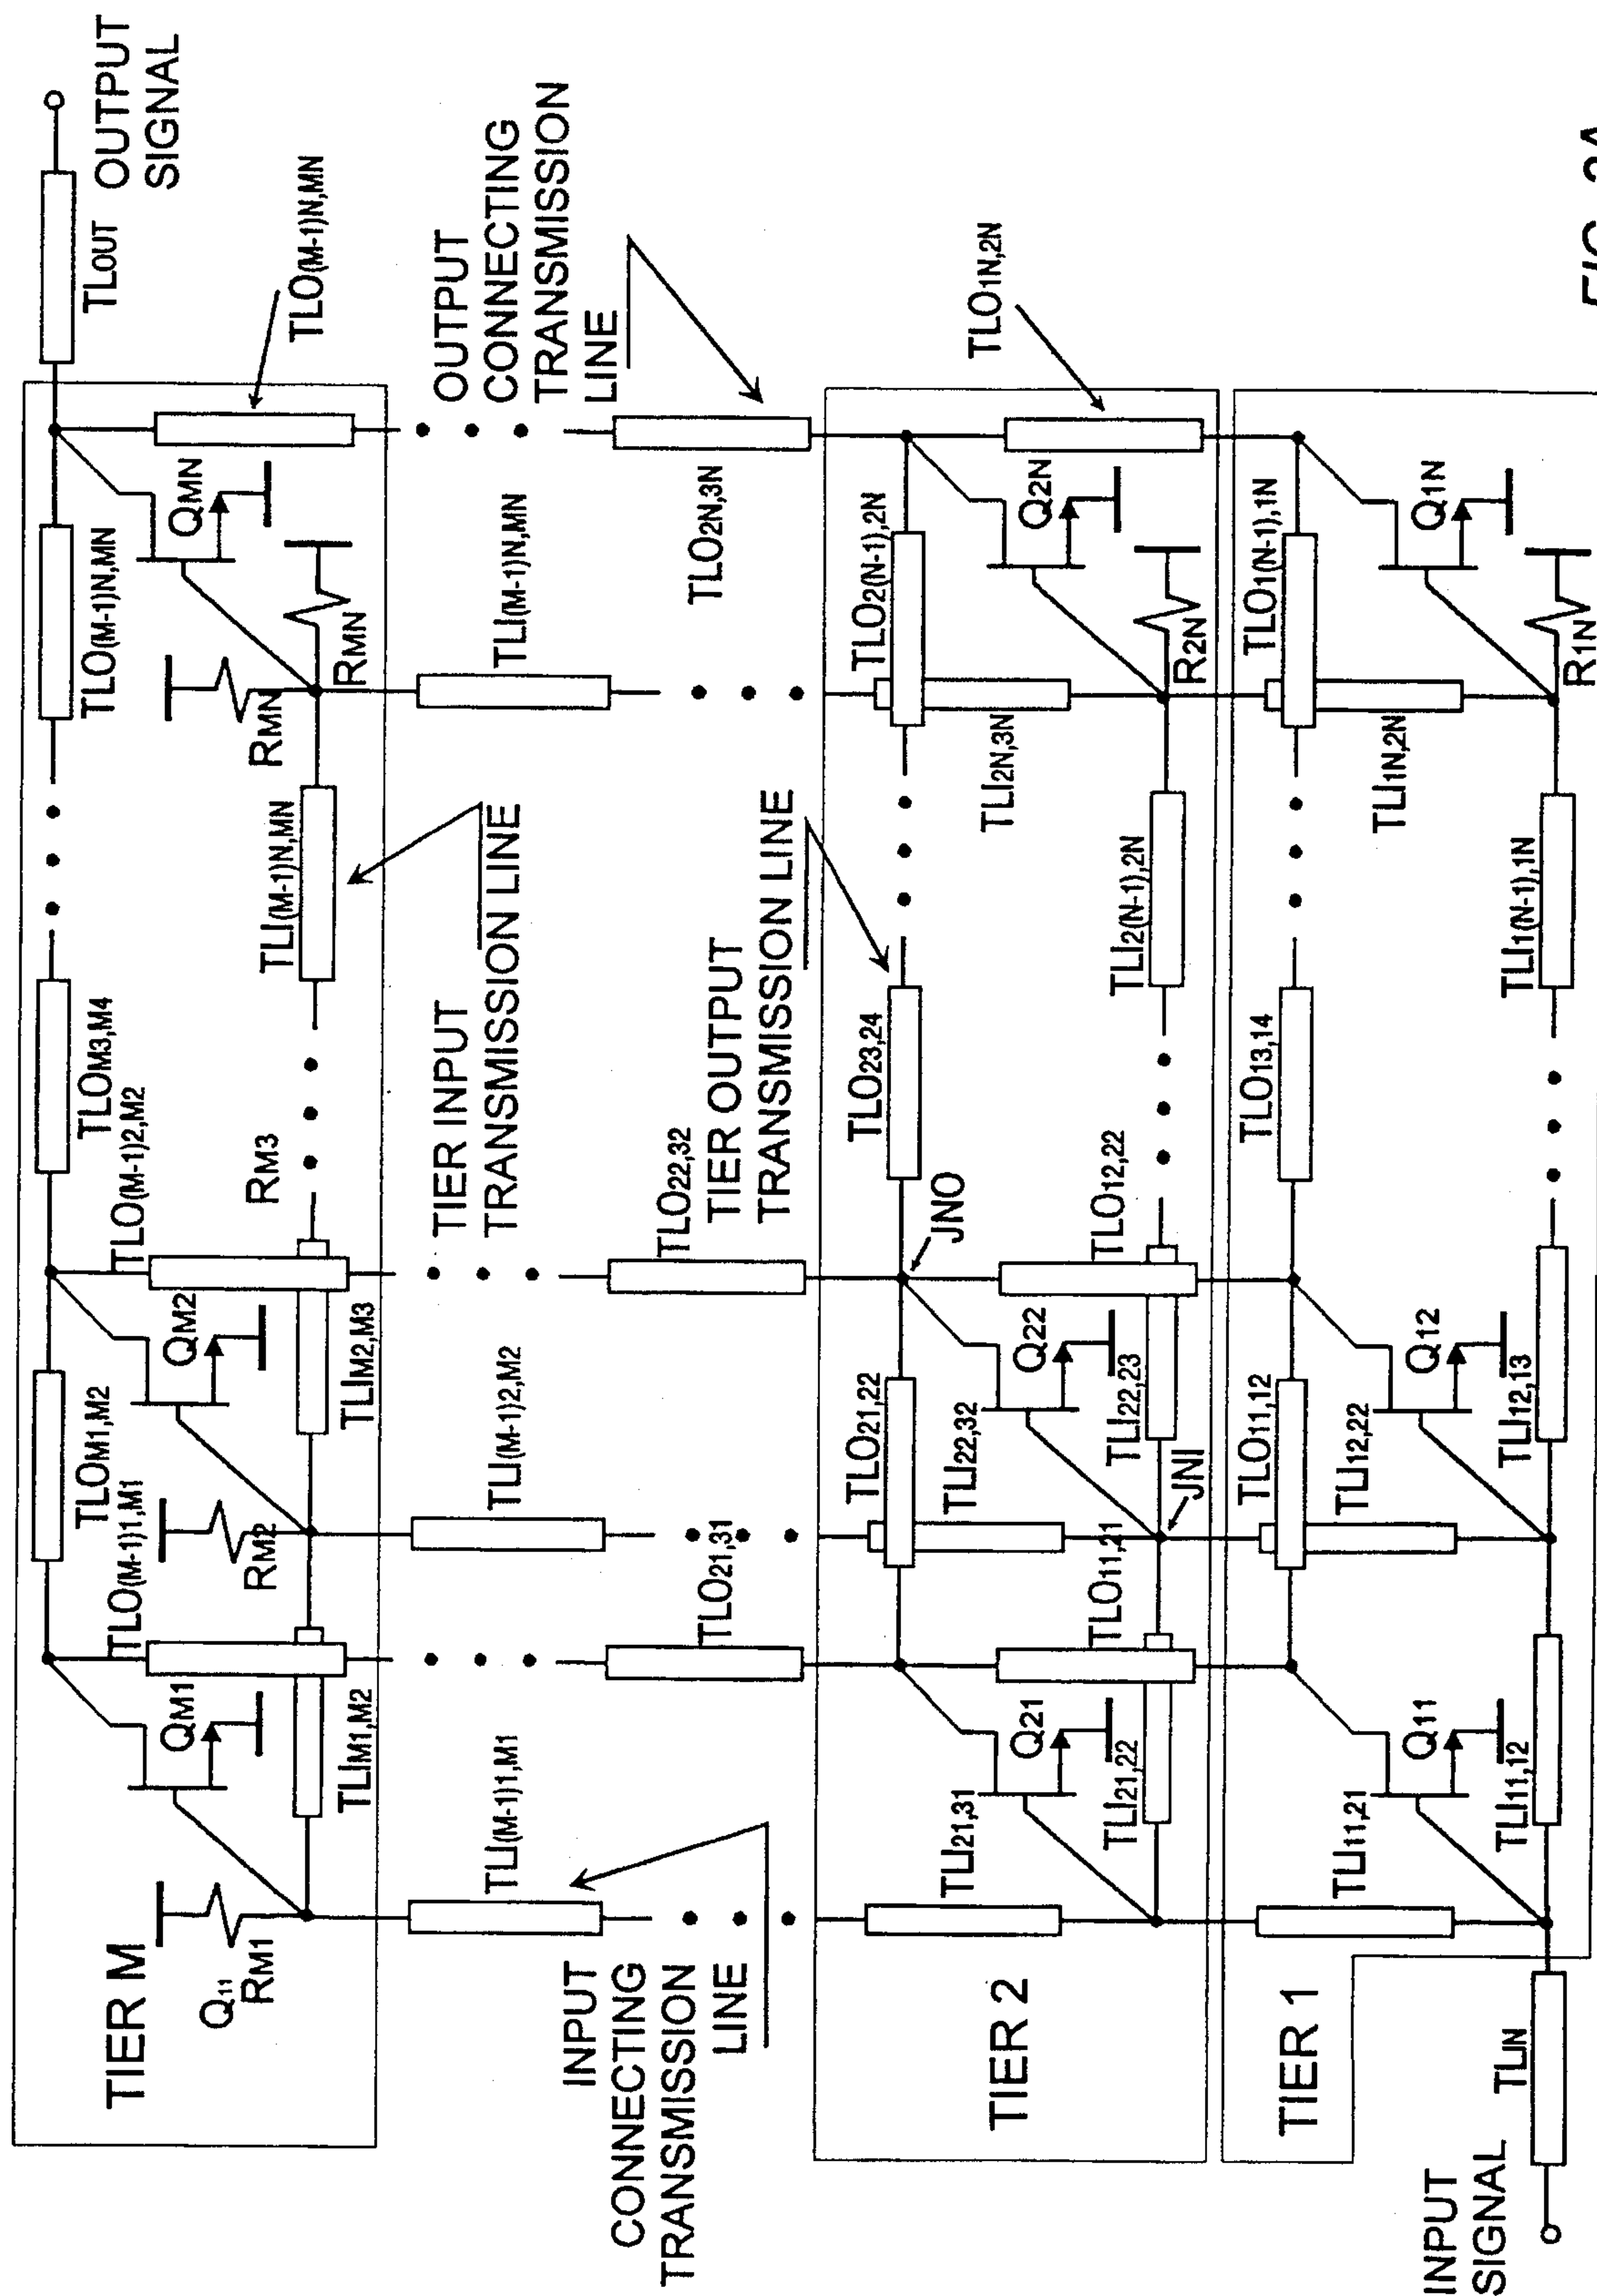 OUTPUT
SIGNAL
TLOUT
TLO(M-1)N,MN
TLO(M-1)N,MN
QMN
RMN
RMN
TLI(M-1)N,MN
TLOM3,M4
TLO(M-1)2,M2
RM3
QM2
TLIM2,M3
TLOM1,M2
TLO(M-1)1,M1
RM2
QM1
TLIM1,M2
Q11
RM1
TIER M
OUTPUT
CONNECTING
TRANSMISSION
LINE
TLI(M-1)N,MN
TLO2N,3N
TIER INPUT
TRANSMISSION LINE
TIER OUTPUT
TRANSMISSION LINE
TLO22,32
TLI(M-1)2,M2
TLO21,31
TLI(M-1)1,M1
INPUT
CONNECTING
TRANSMISSION
LINE
TLO1N,2N
TLO2(N-1),2N
Q2N
R2N
TLI2N,3N
TLI2(N-1),2N
TLO23,24
JNO
TLO12,22
TLO21,22
Q22
TLI22,32
TLI22,23
JNI
TLO11,21
Q21
TLI21,31
TLI21,22
TIER 2
TLO1(N-1),1N
Q1N
R1N
TLI1N,2N
TLI1(N-1),1N
TLO13,14
TLO11,12
Q12
TLI12,22
TLI12,13
Q11
TLI11,21
TLI11,12
TIER 1
TLIN
INPUT
SIGNAL